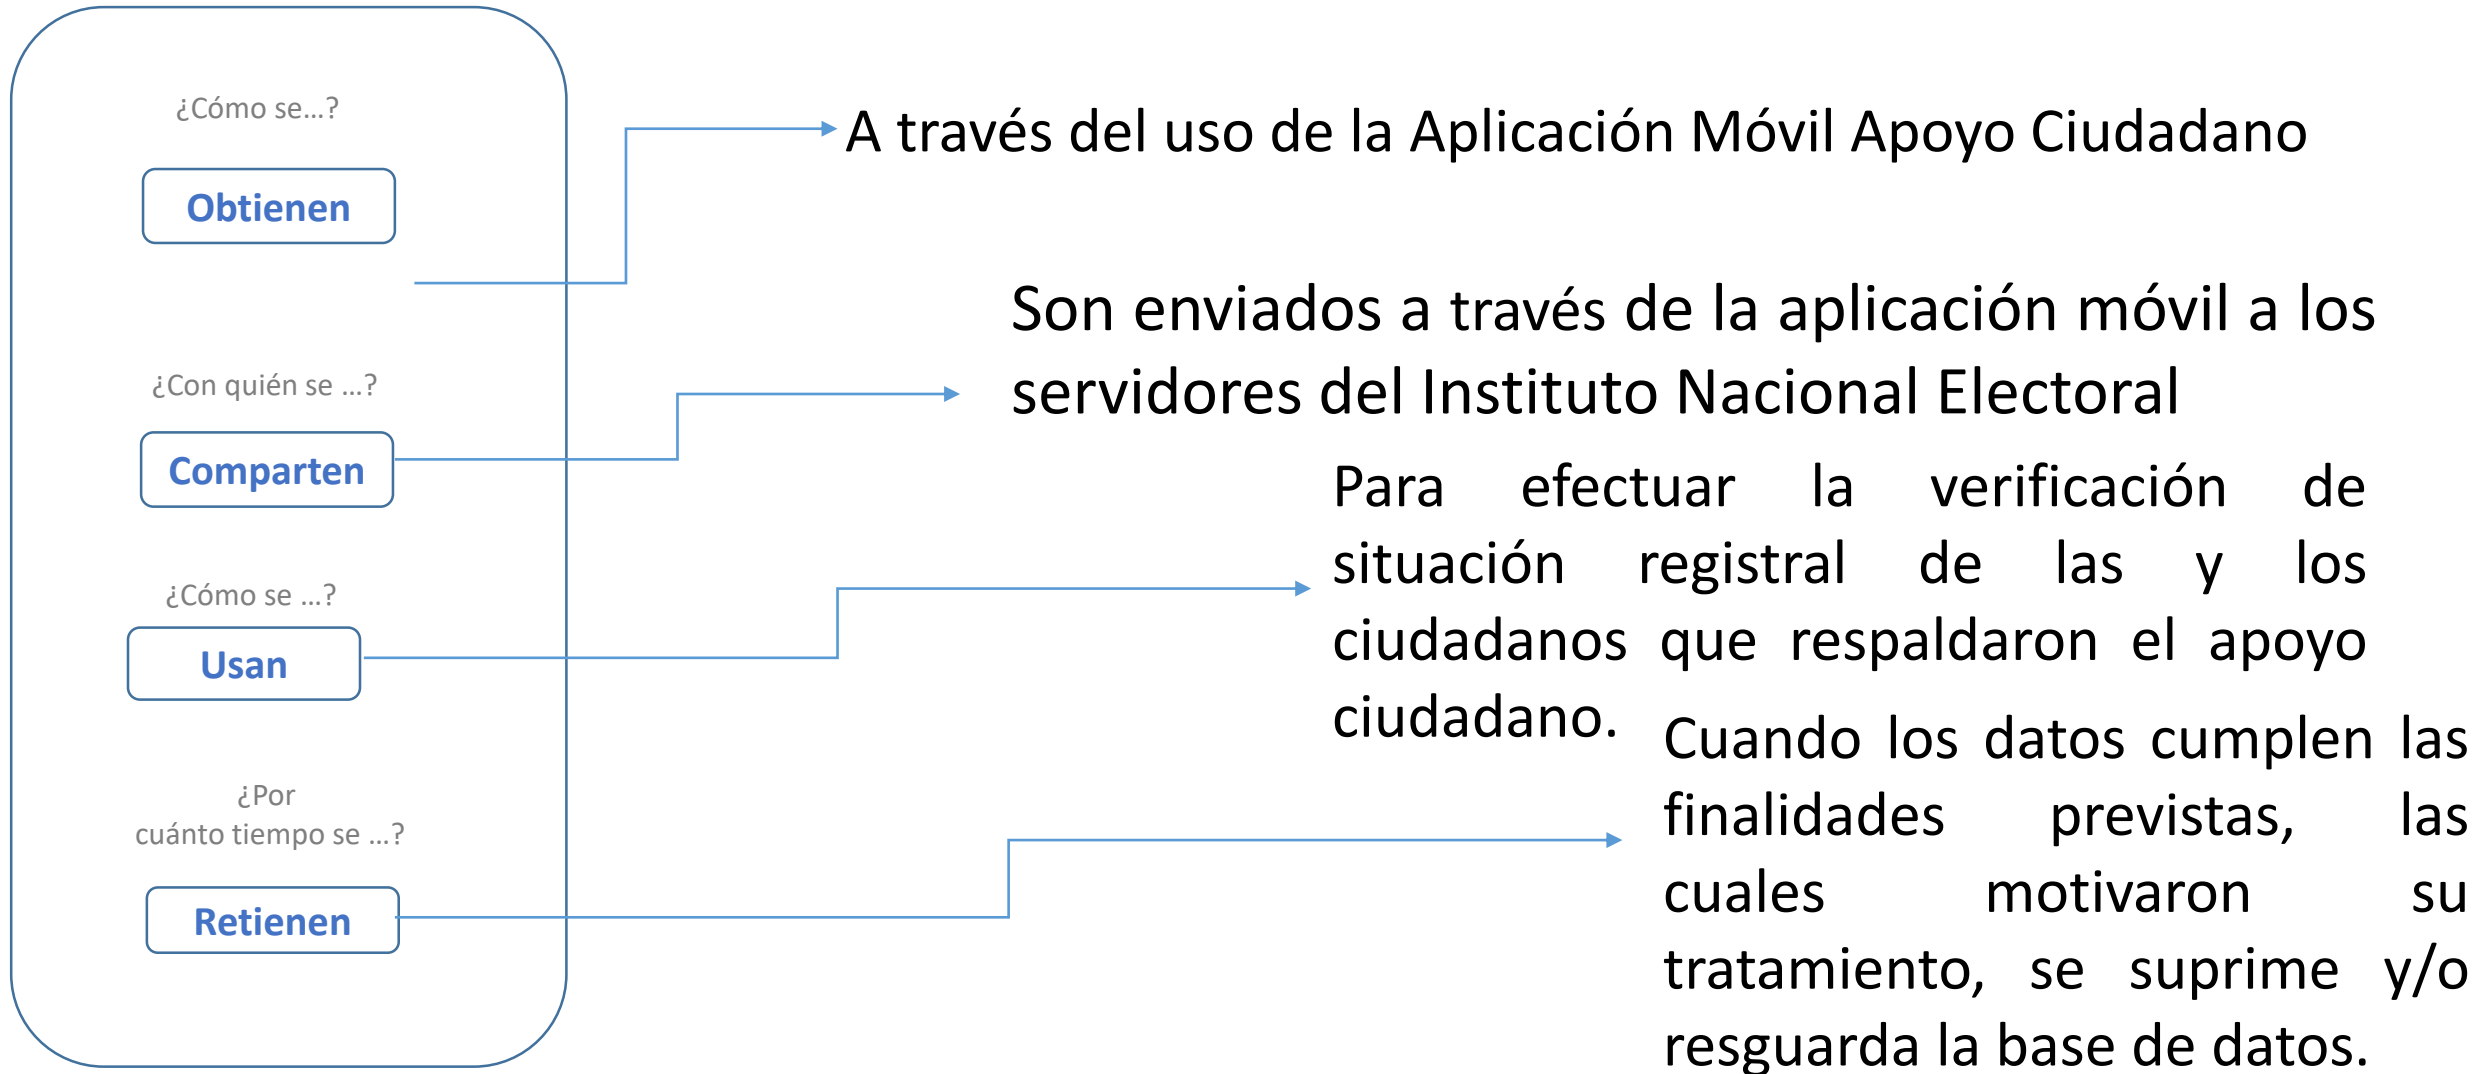 ¿Cómo se...?
Obtienen
A través del uso de la Aplicación Móvil Apoyo Ciudadano
¿Con quién se ...?
Comparten
Son enviados a través de la aplicación móvil a los
servidores del Instituto Nacional Electoral
¿Cómo se ...?
Usan
Para efectuar la verificación de
situación registral de las y los
ciudadanos que respaldaron el apoyo
ciudadano.
¿Por
cuánto tiempo se ...?
Retienen
Cuando los datos cumplen las
finalidades previstas, las
cuales motivaron su
tratamiento, se suprime y/o
resguarda la base de datos.